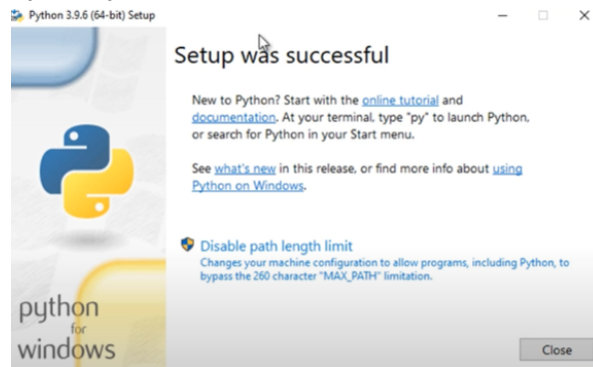 Python 3.9.6 (64-bit) Setup
Setup was successful
New to Python? Start with the online tutorial and
documentation. At your terminal, type "py" to launch Python,
or search for Python in your Start menu.
See what's new in this release, or find more info about using
Python on Windows.
Disable path length limit
Changes your machine configuration to allow programs, including Python, to
bypass the 260 character "MAX_PATH" limitation.
python
for
windows
Close